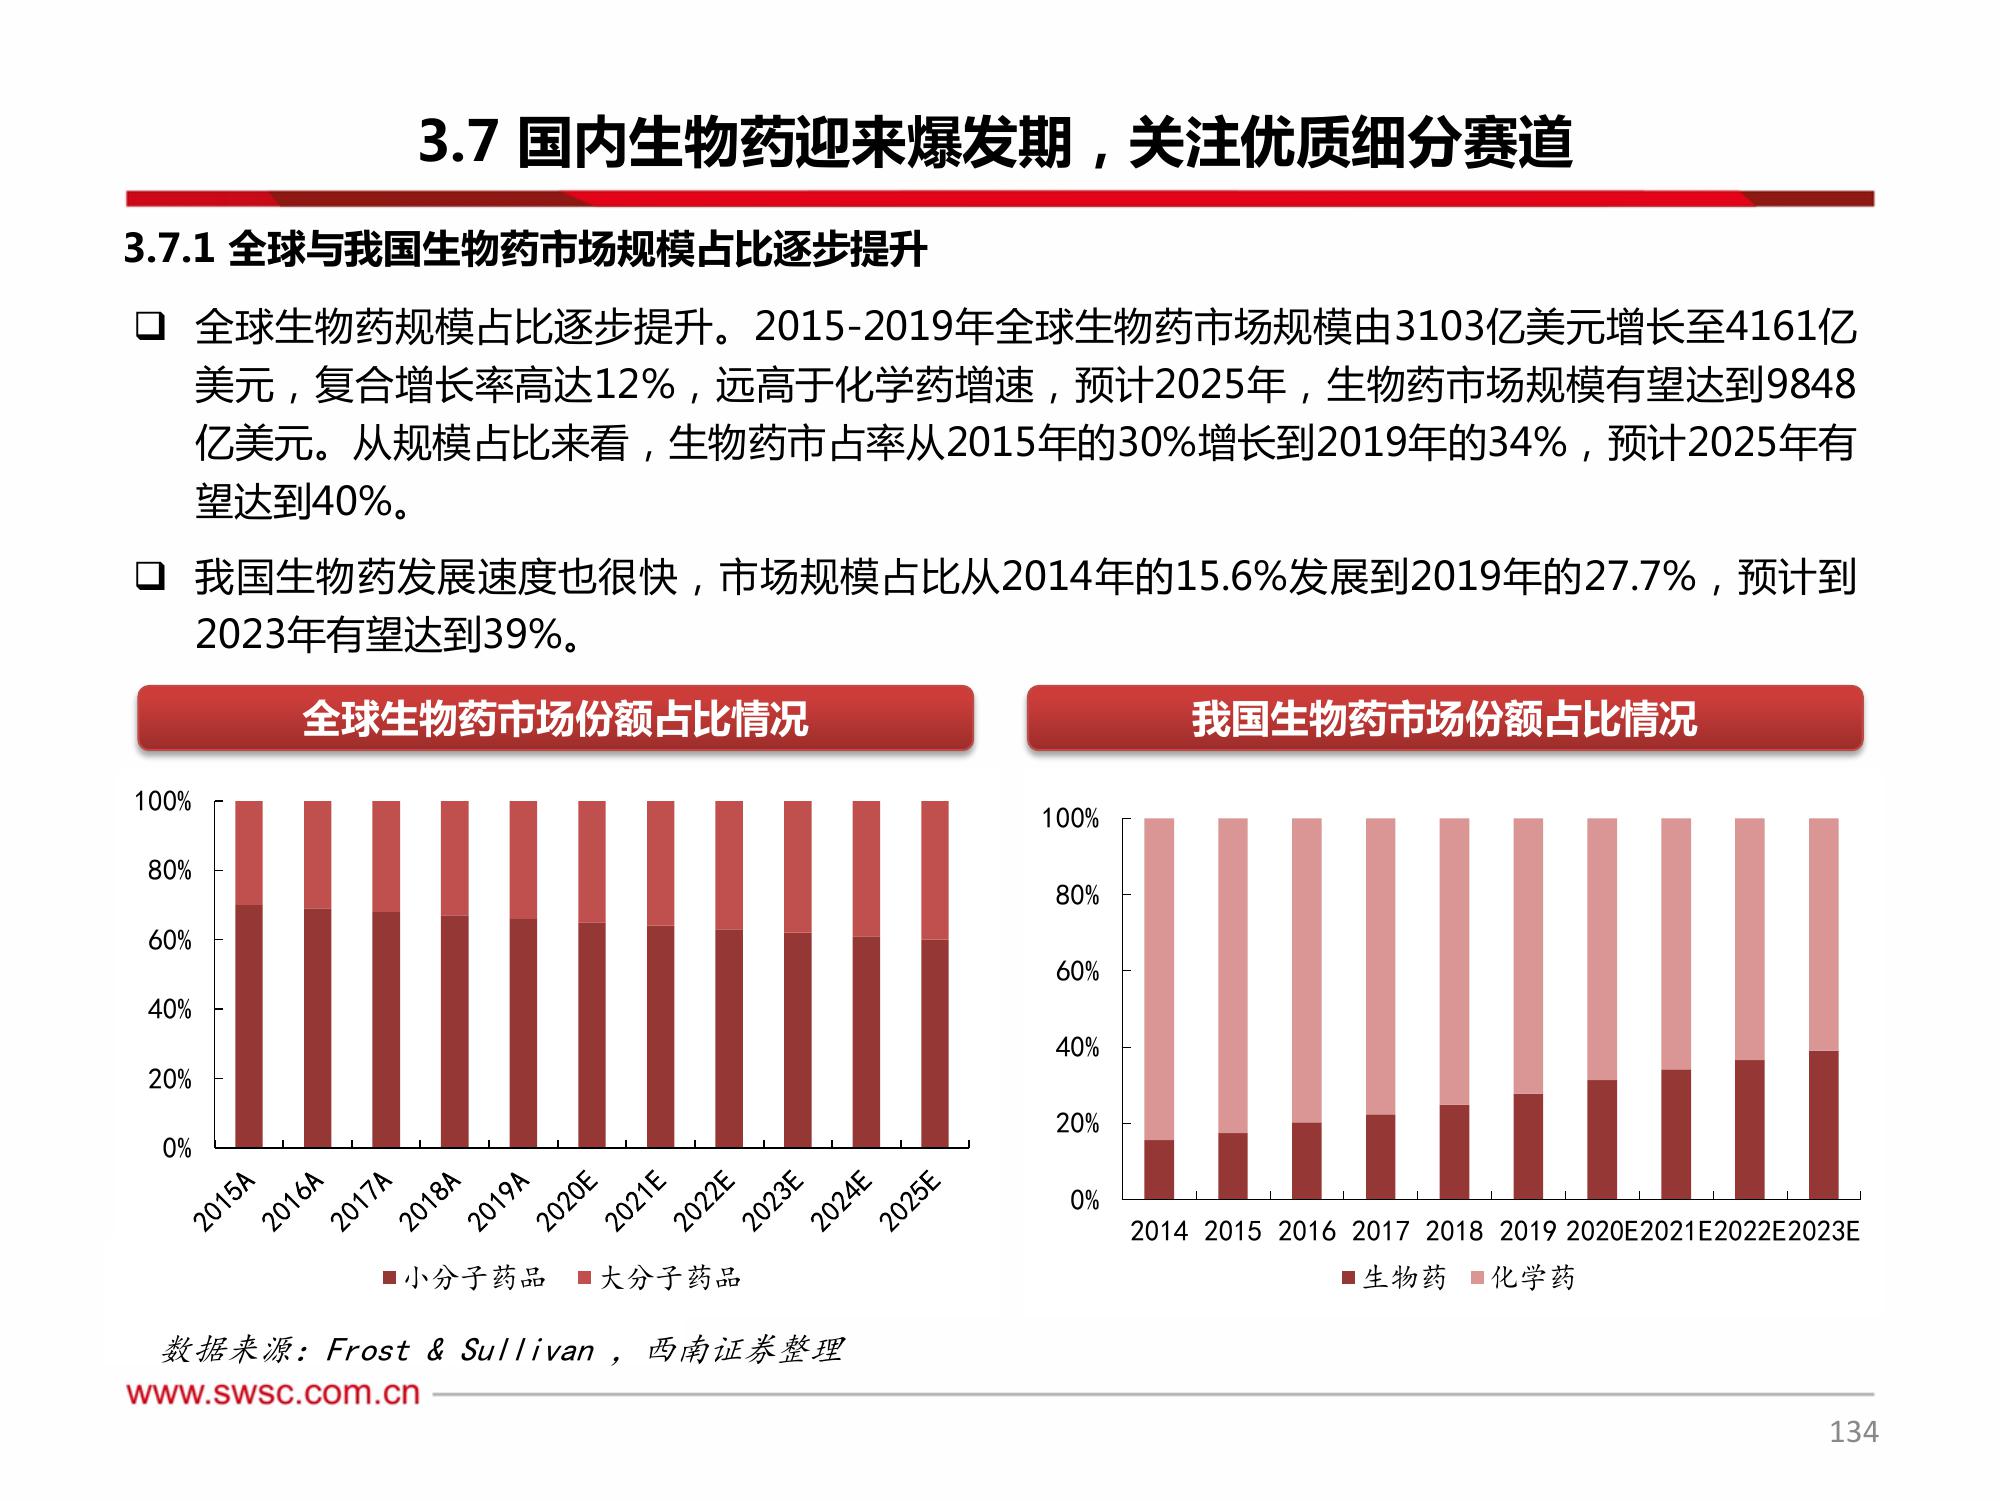 3.7 国内生物药迎来爆发期，关注优质细分赛道
3.7.1 全球与我国生物药市场规模占比逐步提升
全球生物药规模占比逐步提升。2015-2019年全球生物药市场规模由3103亿美元增长至4161亿
美元，复合增长率高达12%，远高于化学药增速，预计2025年，生物药市场规模有望达到9848
亿美元。从规模占比来看，生物药市占率从2015年的30%增长到2019年的34%，预计2025年有
望达到40%。
我国生物药发展速度也很快，市场规模占比从2014年的15.6%发展到2019年的27.7%，预计到
2023年有望达到39%。
全球生物药市场份额占比情况
100%
80%
60%
40%
20%
0%
2015A 2016A 2017A 2018A 2019A 2020E 2021E 2022E 2023E 2024E 2025E
小分子药品 大分子药品
我国生物药市场份额占比情况
100%
80%
60%
40%
20%
0%
2014 2015 2016 2017 2018 2019 2020E 2021E 2022E 2023E
生物药 化学药
数据来源：Frost & Sullivan ，西南证券整理
www.swsc.com.cn
134